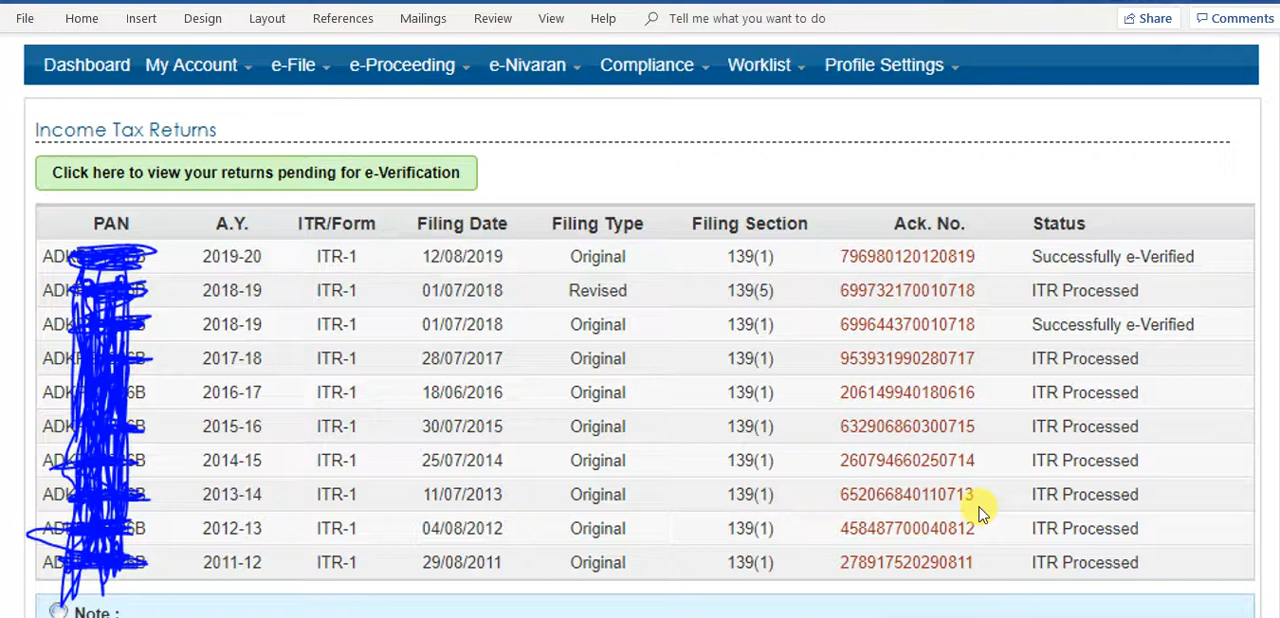 File Home Insert Design Layout References Mailings Review View Help Tell me what you want to do Share Comments
Dashboard My Account e-File e-Proceeding e-Nivaran Compliance Worklist Profile Settings
Income Tax Returns
Click here to view your returns pending for e-Verification
PAN A.Y. ITR/Form Filing Date Filing Type Filing Section Ack. No. Status
2019-20 ITR-1 12/08/2019 Original 139(1) 796980120120819 Successfully e-Verified
2018-19 ITR-1 01/07/2018 Revised 139(5) 699732170010718 ITR Processed
2018-19 ITR-1 01/07/2018 Original 139(1) 699644370010718 Successfully e-Verified
2017-18 ITR-1 28/07/2017 Original 139(1) 953931990280717 ITR Processed
2016-17 ITR-1 18/06/2016 Original 139(1) 206149940180616 ITR Processed
2015-16 ITR-1 30/07/2015 Original 139(1) 632906860300715 ITR Processed
2014-15 ITR-1 25/07/2014 Original 139(1) 260794660250714 ITR Processed
2013-14 ITR-1 11/07/2013 Original 139(1) 652066840110713 ITR Processed
2012-13 ITR-1 04/08/2012 Original 139(1) 458487700040812 ITR Processed
2011-12 ITR-1 29/08/2011 Original 139(1) 278917520290811 ITR Processed
Note :